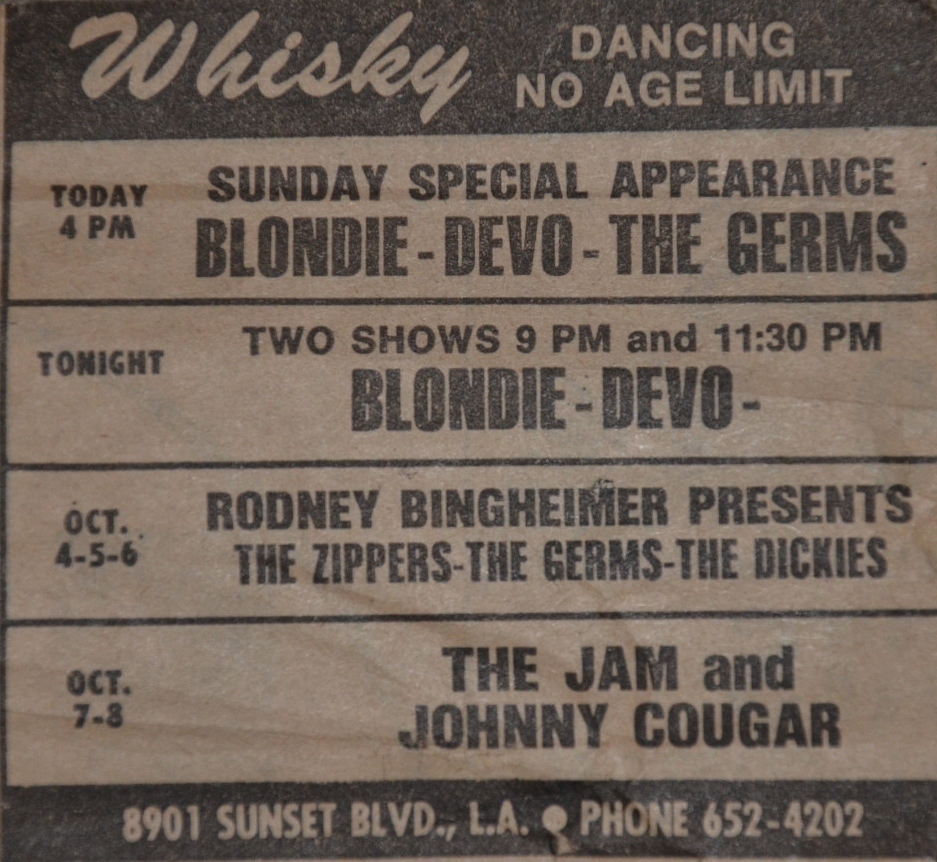 Whisky
DANCING
NO AGE LIMIT
TODAY
4 PM
SUNDAY SPECIAL APPEARANCE
BLONDIE - DEVO - THE GERMS
TONIGHT
TWO SHOWS 9 PM and 11:30 PM
BLONDIE - DEVO -
OCT.
4-5-6
RODNEY BINGHEIMER PRESENTS
THE ZIPPERS-THE GERMS-THE DICKIES
OCT.
7-8
THE JAM and
JOHNNY COUGAR
8901 SUNSET BLVD., L.A. ● PHONE 652-4202